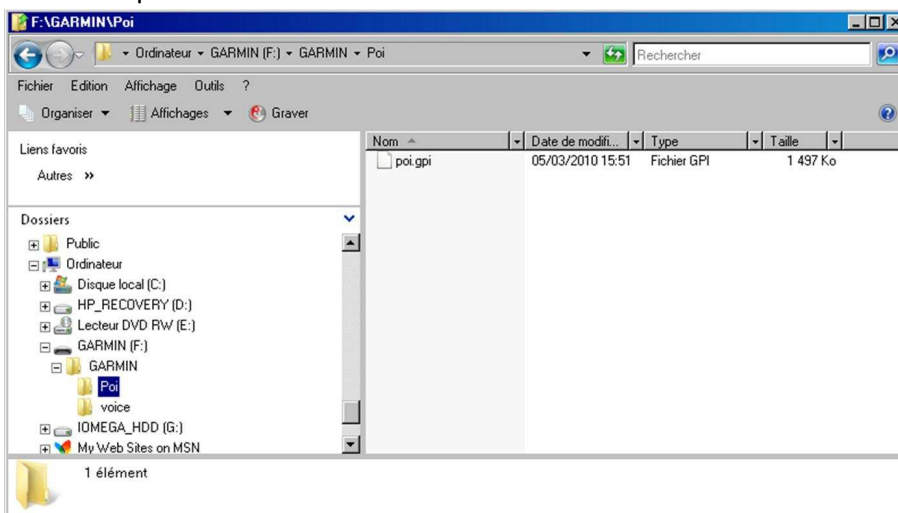 F:\GARMIN\Poi
Ordinateur GARMIN (F:) GARMIN Poi
Rechercher
Fichier Edition Affichage Outils ?
Organiser Affichages Graver
Liens favoris
Autres »
Dossiers
Public
Ordinateur
Disque local (C:)
HP_RECOVERY (D:)
Lecteur DVD RW (E:)
GARMIN (F:)
GARMIN
Poi
voice
IOMEGA_HDD (G:)
My Web Sites on MSN
Nom Date de modifi... Type Taille
poi.gpi 05/03/2010 15:51 Fichier GPI 1 497 Ko
1 élément